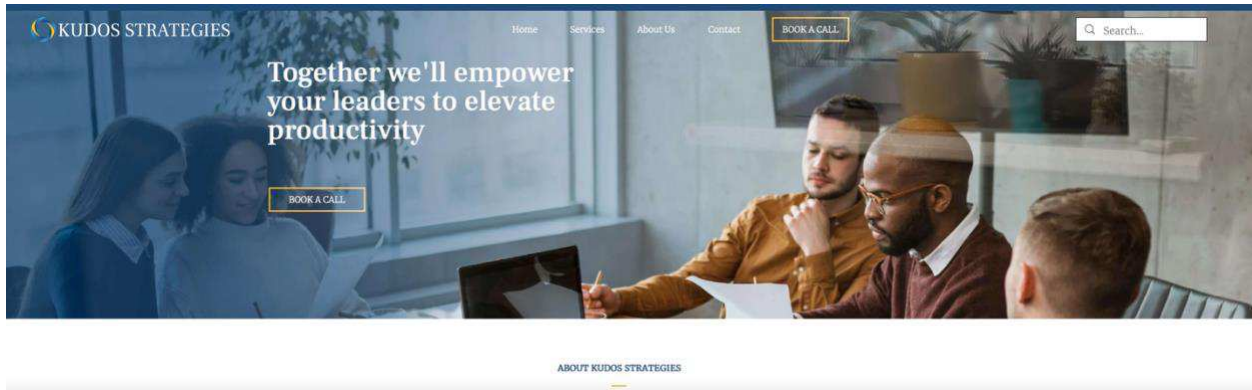 KUDOS STRATEGIES
Home
Services
About Us
Contact
BOOK A CALL
Search...
Together we'll empower
your leaders to elevate
productivity
BOOK A CALL
ABOUT KUDOS STRATEGIES